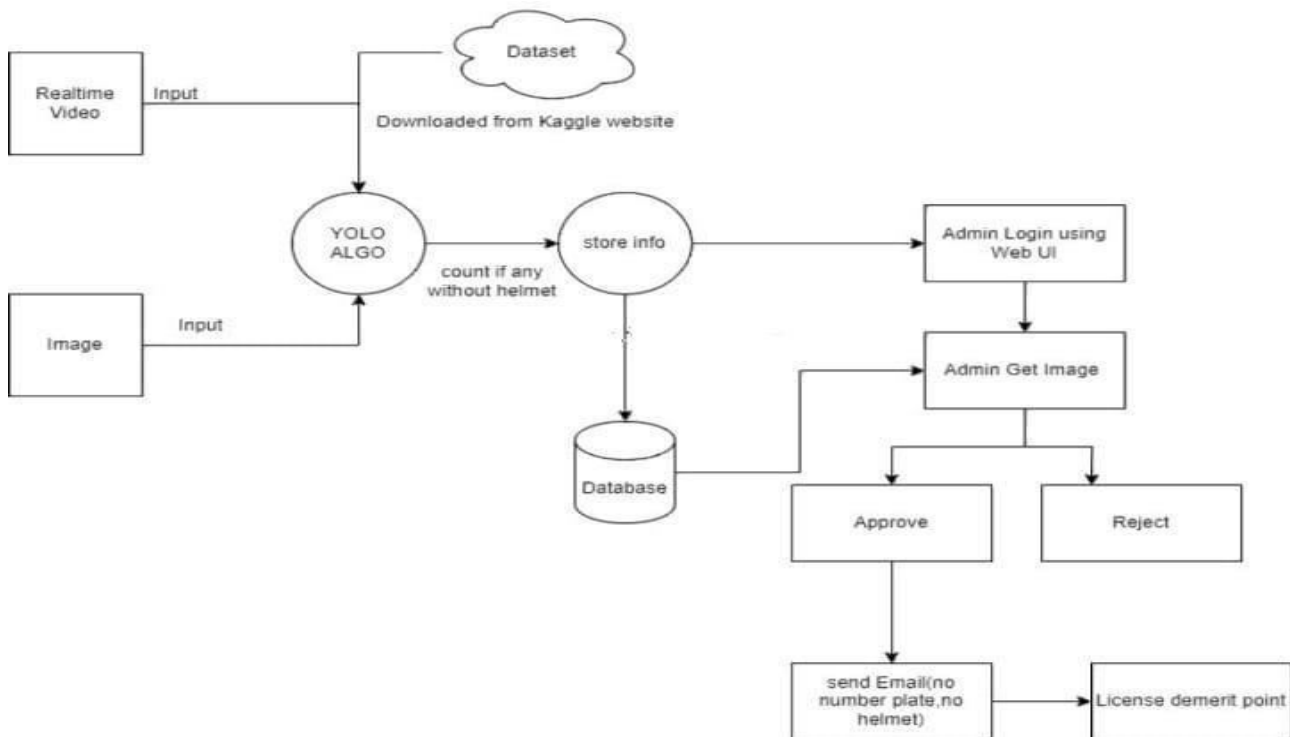 Dataset
Realtime
Video
Input
Downloaded from Kaggle website
YOLO
ALGO
count if any
without helmet
store info
Admin Login using
Web UI
Image
Input
Admin Get Image
Database
Approve
Reject
send Email(no
number plate,no
helmet)
License demerit point